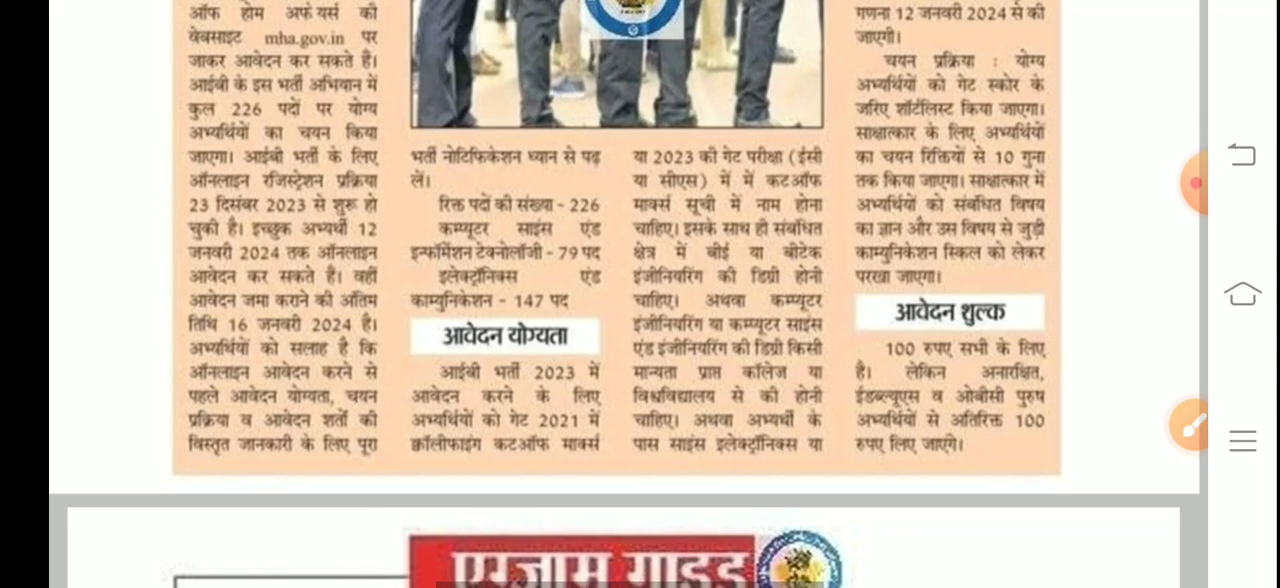 ऑफ होम अफेयर्स की
वेबसाइट mha.gov.in पर
जाकर आवेदन कर सकते हैं।
आईबी के इस भर्ती अभियान में
कुल 226 पदों पर योग्य
अभ्यर्थियों का चयन किया
जाएगा। आईबी भर्ती के लिए
ऑनलाइन रजिस्ट्रेशन प्रक्रिया
23 दिसंबर 2023 से शुरू हो
चुकी है। इच्छुक अभ्यर्थी 12
जनवरी 2024 तक ऑनलाइन
आवेदन कर सकते हैं। वहीं
आवेदन जमा कराने की अंतिम
तिथि 16 जनवरी 2024 है।
अभ्यर्थियों को सलाह है कि
ऑनलाइन आवेदन करने से
पहले आवेदन योग्यता, चयन
प्रक्रिया व आवेदन शर्तों की
विस्तृत जानकारी के लिए पूरा
भर्ती नोटिफिकेशन ध्यान से पढ़
लें।
रिक्त पदों की संख्या - 226
कम्प्यूटर साइंस एंड
इन्फॉर्मेशन टेक्नोलॉजी - 79 पद
इलेक्ट्रॉनिक्स एंड
काम्युनिकेशन - 147 पद
आवेदन योग्यता
आईबी भर्ती 2023 में
आवेदन करने के लिए
अभ्यर्थियों को गेट 2021 में
क्वॉलीफाइंग कटऑफ मार्क्स
या 2023 की गेट परीक्षा (ईसी
या सीएस) में में कटऑफ
मार्क्स सूची में नाम होना
चाहिए। इसके साथ ही संबंधित
क्षेत्र में बीई या बीटेक
इंजीनियरिंग की डिग्री होनी
चाहिए। अथवा कम्प्यूटर
इंजीनियरिंग या कम्प्यूटर साइंस
एंड इंजीनियरिंग की डिग्री किसी
मान्यता प्राप्त कॉलेज या
विश्वविद्यालय से की होनी
चाहिए। अथवा अभ्यर्थी के
पास साइंस इलेक्ट्रॉनिक्स या
गणना 12 जनवरी 2024 से की
जाएगी।
चयन प्रक्रिया : योग्य
अभ्यर्थियों को गेट स्कोर के
जरिए शॉर्टलिस्ट किया जाएगा।
साक्षात्कार के लिए अभ्यर्थियों
का चयन रिक्तियों से 10 गुना
तक किया जाएगा। साक्षात्कार में
अभ्यर्थियों को संबंधित विषय
का ज्ञान और उस विषय से जुड़ी
काम्युनिकेशन स्किल को लेकर
परखा जाएगा।
आवेदन शुल्क
100 रुपए सभी के लिए
है। लेकिन अनारक्षित,
ईडब्ल्यूएस व ओबीसी पुरुष
अभ्यर्थियों से अतिरिक्त 100
रुपए लिए जाएंगे।
एग्जाम गाइड